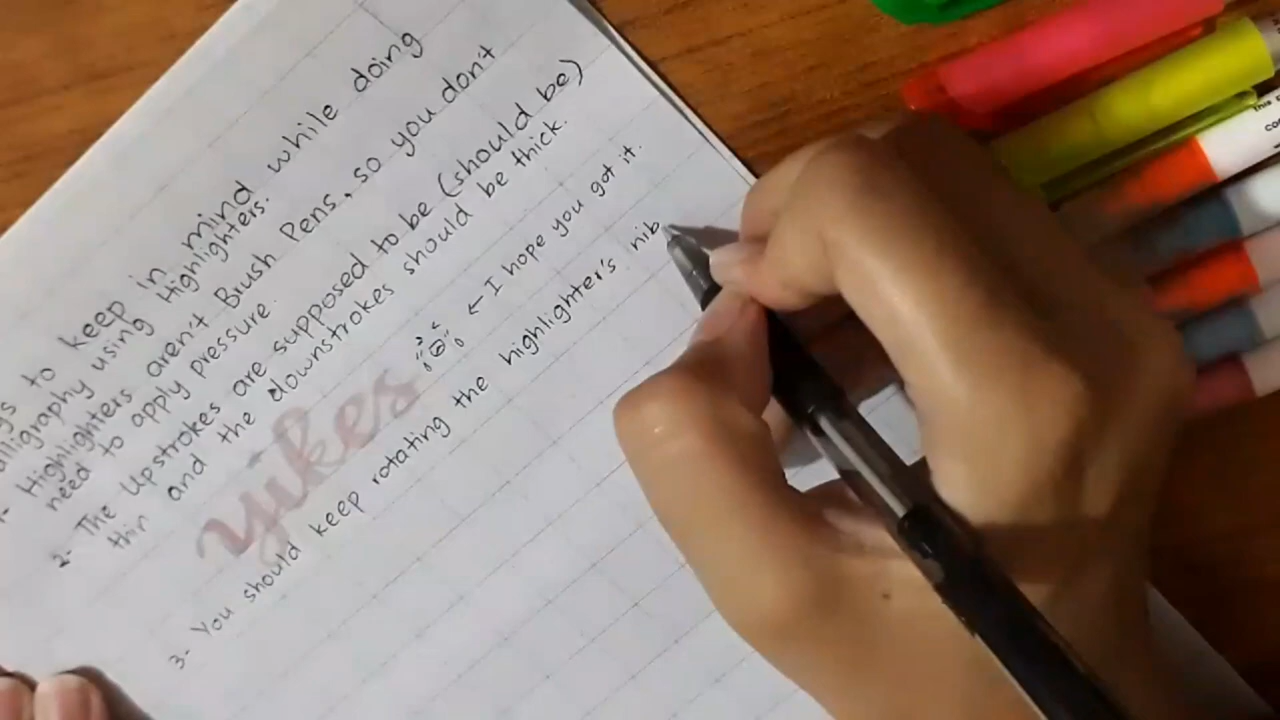 to keep in mind while doing
using Highlighters.
Highlighters aren't Brush Pens, so you don't
need to apply pressure.
2- The Upstrokes are supposed to be (should be)
thin and the downstrokes should be thick.
yikes ← I hope you got it.
3- You should keep rotating the highlighter's nib
this